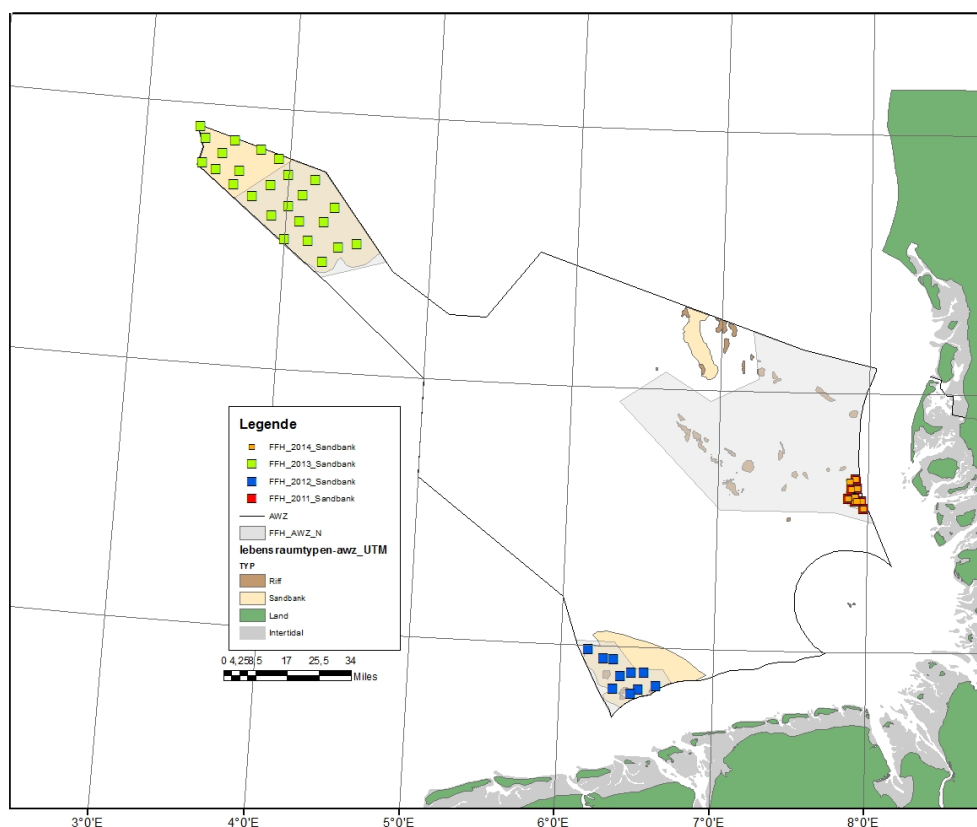 Legende
FFH_2014_Sandbank
FFH_2013_Sandbank
FFH_2012_Sandbank
FFH_2011_Sandbank
AWZ
FFH_AWZ_N
lebensraumtypen-awz_UTM
TYP
Riff
Sandbank
Land
Intertidal
0 4,25 8,5 17 25,5 34
Miles
3°0'E 4°0'E 5°0'E 6°0'E 7°0'E 8°0'E